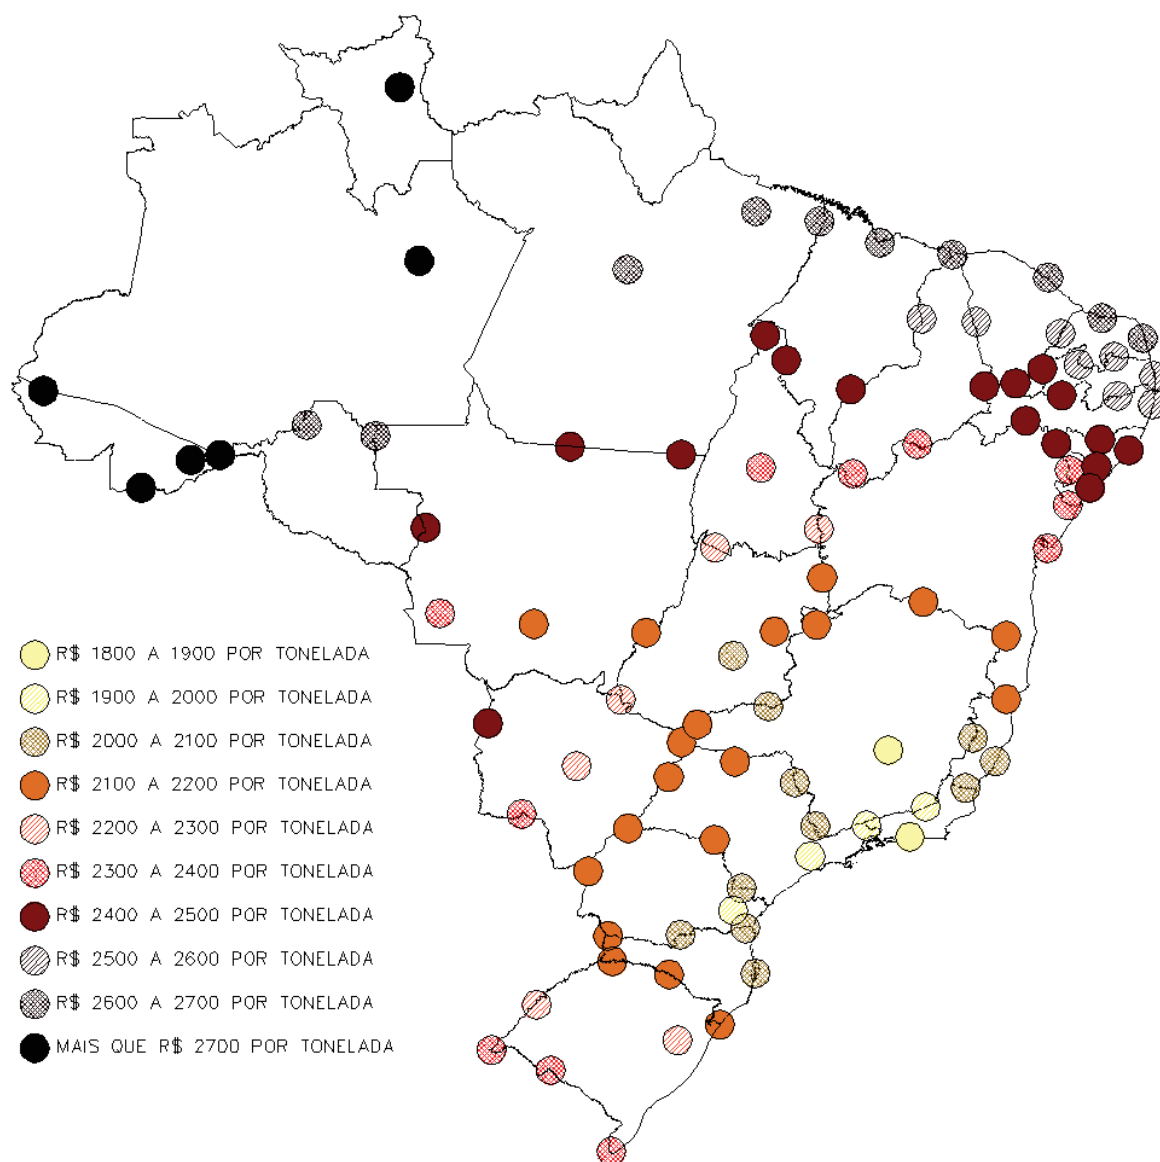 R$ 1800 A 1900 POR TONELADA
R$ 1900 A 2000 POR TONELADA
R$ 2000 A 2100 POR TONELADA
R$ 2100 A 2200 POR TONELADA
R$ 2200 A 2300 POR TONELADA
R$ 2300 A 2400 POR TONELADA
R$ 2400 A 2500 POR TONELADA
R$ 2500 A 2600 POR TONELADA
R$ 2600 A 2700 POR TONELADA
MAIS QUE R$ 2700 POR TONELADA